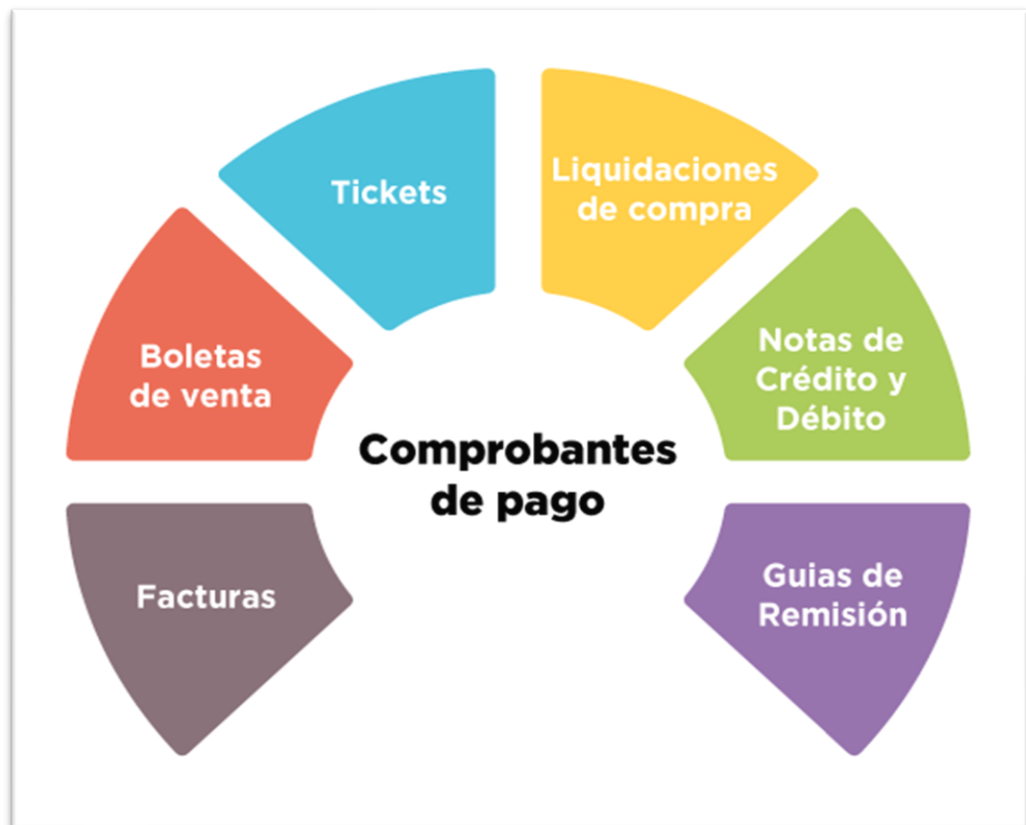 Tickets
Liquidaciones
de compra
Boletas
de venta
Notas de
Crédito y
Débito
Comprobantes
de pago
Facturas
Guias de
Remisión